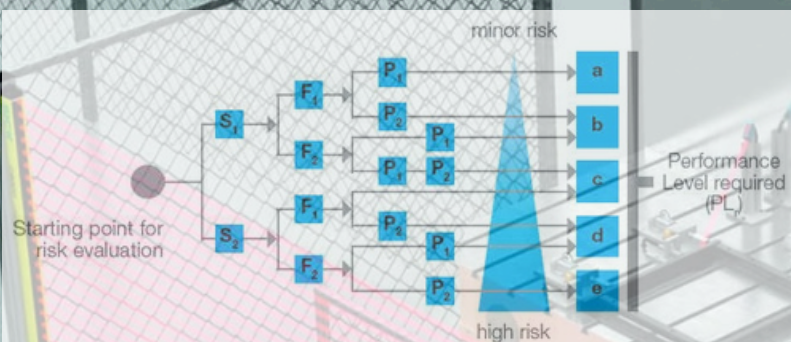 minor risk
P1
a
F1
P2
b
S1
P1
F2
P1 P2
c
Performance
Level required
(PLr)
Starting point for
risk evaluation
F1
P2
d
S2
P1
F2
P2
e
high risk